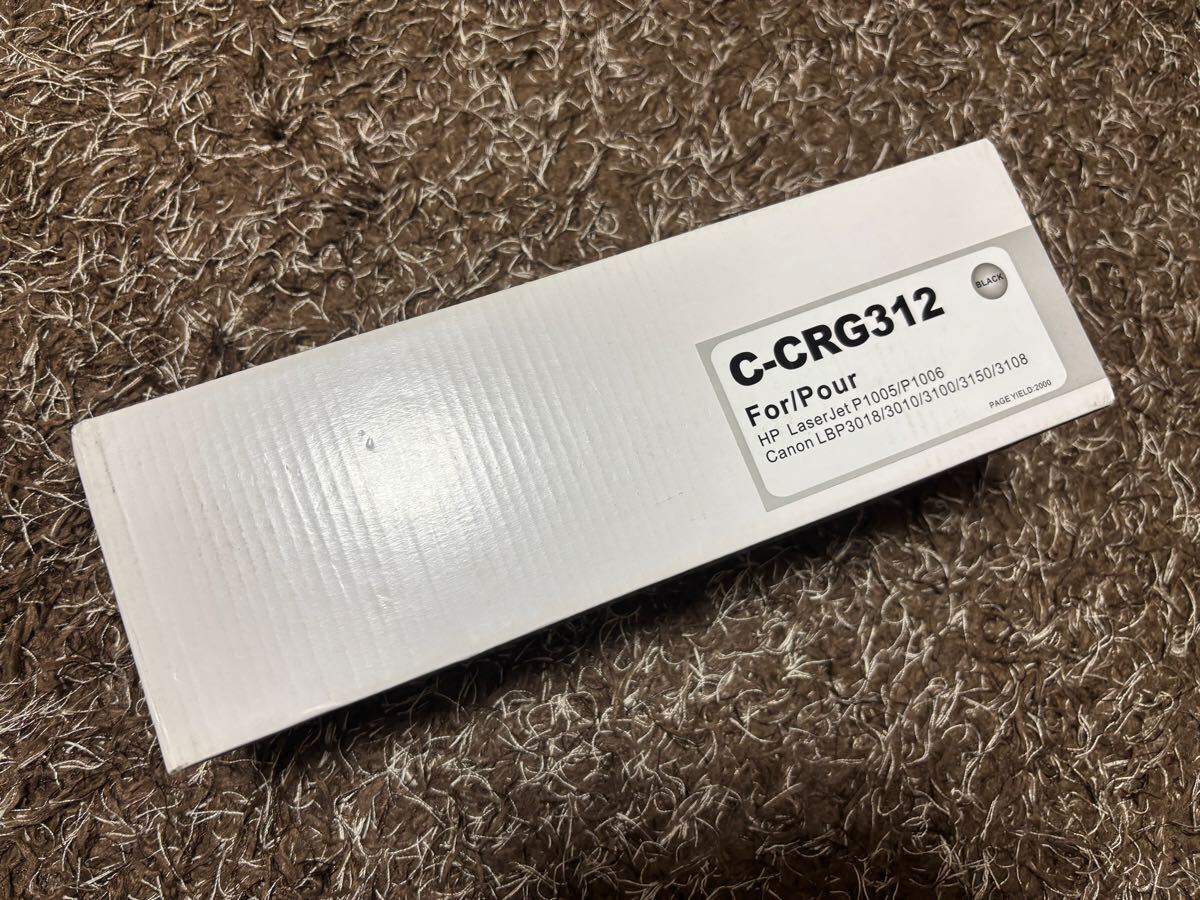 C-CRG312
BLACK
For/Pour
HP LaserJet P1005/P1006
Canon LBP3018/3010/3100/3150/3108
PAGE YIELD:2000